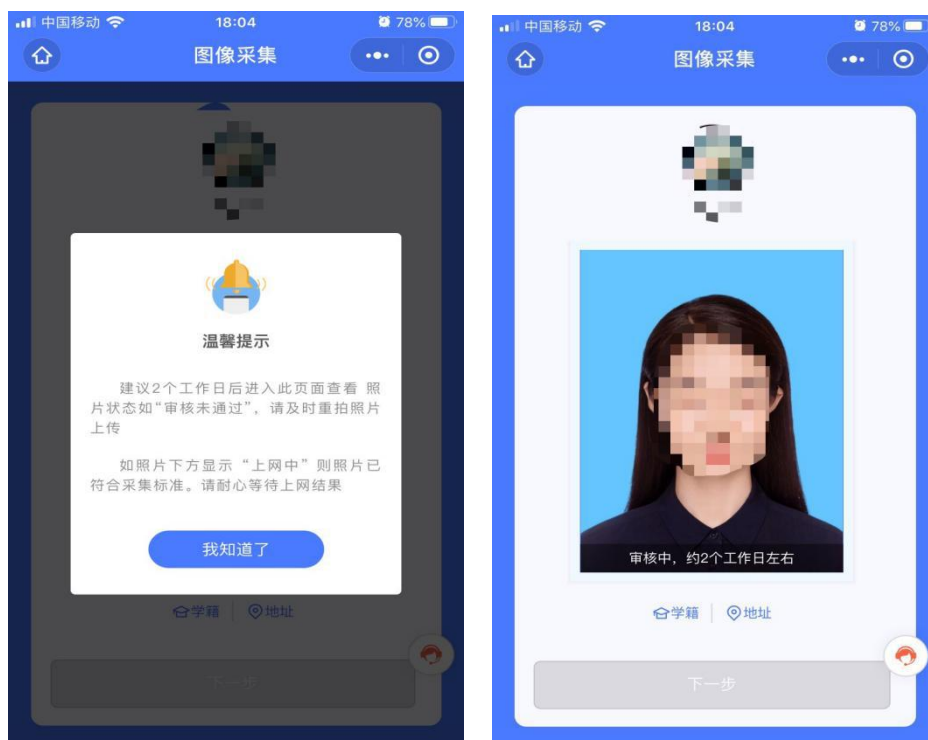 中国移动
18:04
78%
图像采集
温馨提示
建议2个工作日后进入此页面查看 照
片状态如“审核未通过”，请及时重拍照片
上传
如照片下方显示 “上网中”则照片已
符合采集标准。请耐心等待上网结果
我知道了
学籍
地址
下一步
中国移动
18:04
78%
图像采集
审核中，约2个工作日左右
学籍
地址
下一步